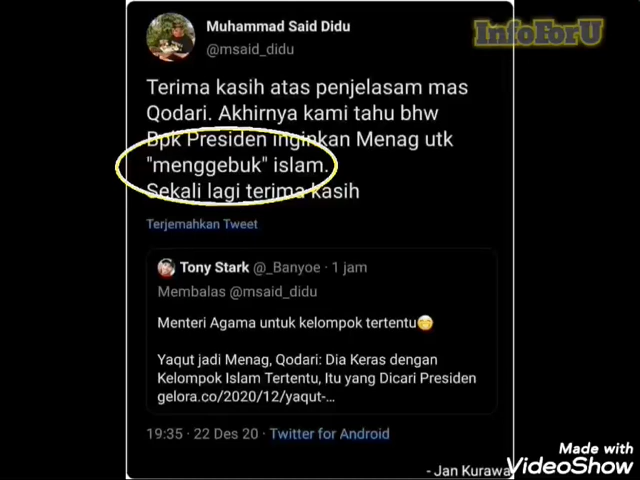 Muhammad Said Didu
@msaid_didu
InfoForU
Terima kasih atas penjelasam mas
Qodari. Akhirnya kami tahu bhw
Bpk Presiden inginkan Menag utk
"menggebuk" islam.
Sekali lagi terima kasih
Terjemahkan Tweet
Tony Stark @_Banyoe · 1 jam
Membalas @msaid_didu
Menteri Agama untuk kelompok tertentu
Yaqut jadi Menag, Qodari: Dia Keras dengan
Kelompok Islam Tertentu, Itu yang Dicari Presiden
gelora.co/2020/12/yaqut-…
19:35 · 22 Des 20 · Twitter for Android
Made with
VideoShow
- Jan Kurawa